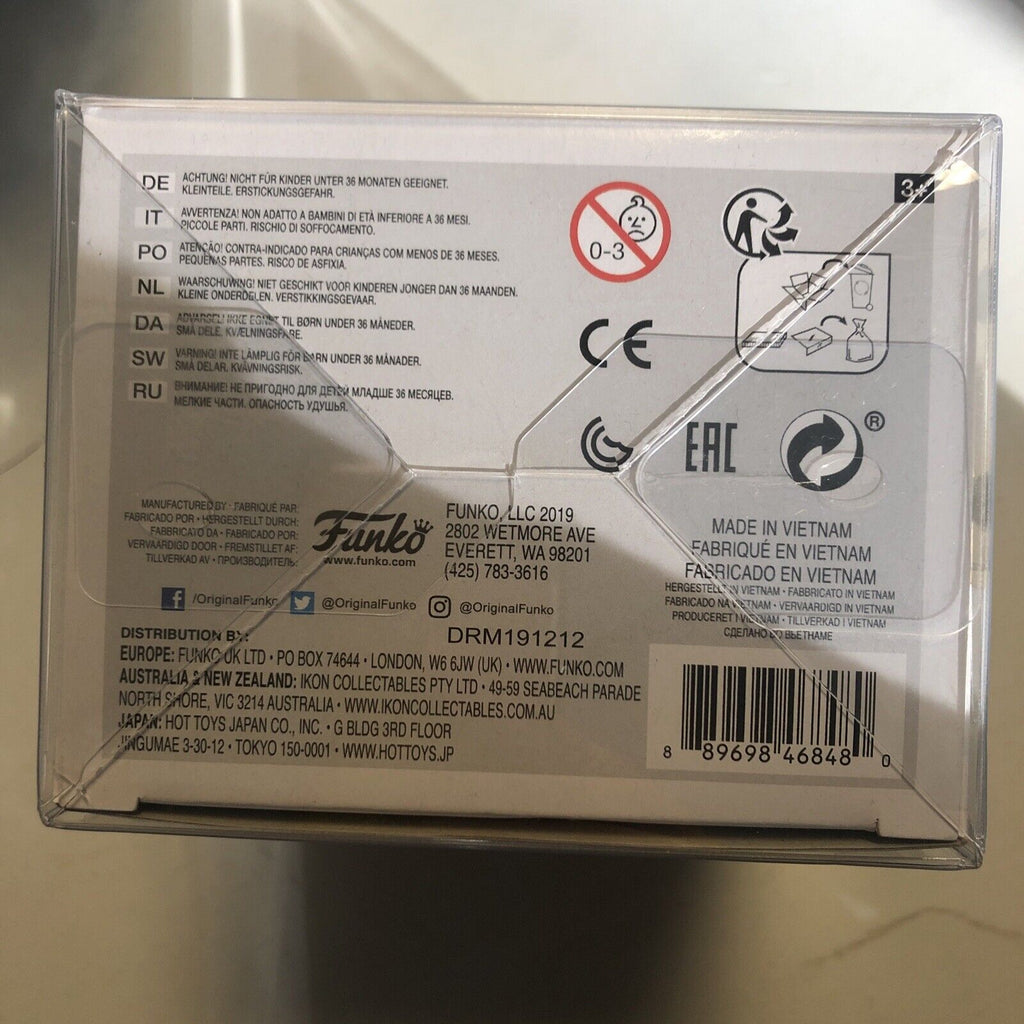 DE ACHTUNG! NICHT FÜR KINDER UNTER 36 MONATEN GEEIGNET.
KLEINTEILE. ERSTICKUNGSGEFAHR.
IT AVVERTENZA! NON ADATTO A BAMBINI DI ETÀ INFERIORE A 36 MESI.
PICCOLE PARTI. RISCHIO DI SOFFOCAMENTO.
PO ATENÇÃO! CONTRA-INDICADO PARA CRIANÇAS COM MENOS DE 36 MESES.
PEQUENAS PARTES. RISCO DE ASFIXIA.
NL WAARSCHUWING! NIET GESCHIKT VOOR KINDEREN JONGER DAN 36 MAANDEN.
KLEINE ONDERDELEN. VERSTIKKINGSGEVAAR.
DA ADVARSEL! IKKE EGNET TIL BØRN UNDER 36 MÅNEDER.
SMÅ DELE. KVÆLNINGSFARE.
SW VARNING! INTE LÄMPLIG FÖR BARN UNDER 36 MÅNADER.
SMÅ DELAR. KVÄVNINGSRISK.
RU ВНИМАНИЕ! НЕ ПРИГОДНО ДЛЯ ДЕТЕЙ МЛАДШЕ 36 МЕСЯЦЕВ.
МЕЛКИЕ ЧАСТИ. ОПАСНОСТЬ УДУШЬЯ.
0-3
3+
CE
EAC
®
MANUFACTURED BY · FABRIQUÉ PAR:
FABRICADO POR · HERGESTELLT DURCH:
FABBRICATO DA · FABRICADO POR:
VERVAARDIGD DOOR · FREMSTILLET AF:
TILLVERKAD AV · ПРОИЗВОДИТЕЛЬ:
Funko
www.funko.com
FUNKO, LLC 2019
2802 WETMORE AVE
EVERETT, WA 98201
(425) 783-3616
/OriginalFunko @OriginalFunko @OriginalFunko
DRM191212
DISTRIBUTION BY:
EUROPE: FUNKO UK LTD · PO BOX 74644 · LONDON, W6 6JW (UK) · WWW.FUNKO.COM
AUSTRALIA & NEW ZEALAND: IKON COLLECTABLES PTY LTD · 49-59 SEABEACH PARADE
NORTH SHORE, VIC 3214 AUSTRALIA · WWW.IKONCOLLECTABLES.COM.AU
JAPAN: HOT TOYS JAPAN CO., INC. · G BLDG 3RD FLOOR
JINGUMAE 3-30-12 · TOKYO 150-0001 · WWW.HOTTOYS.JP
MADE IN VIETNAM
FABRIQUÉ EN VIETNAM
FABRICADO EN VIETNAM
HERGESTELLT IN VIETNAM · FABBRICATO IN VIETNAM
FABRICADO NA VIETNAM · VERVAARDIGD IN VIETNAM
PRODUCERET I VIETNAM · TILLVERKAD I VIETNAM
СДЕЛАНО ВО ВЬЕТНАМЕ
8 89698 46848 0